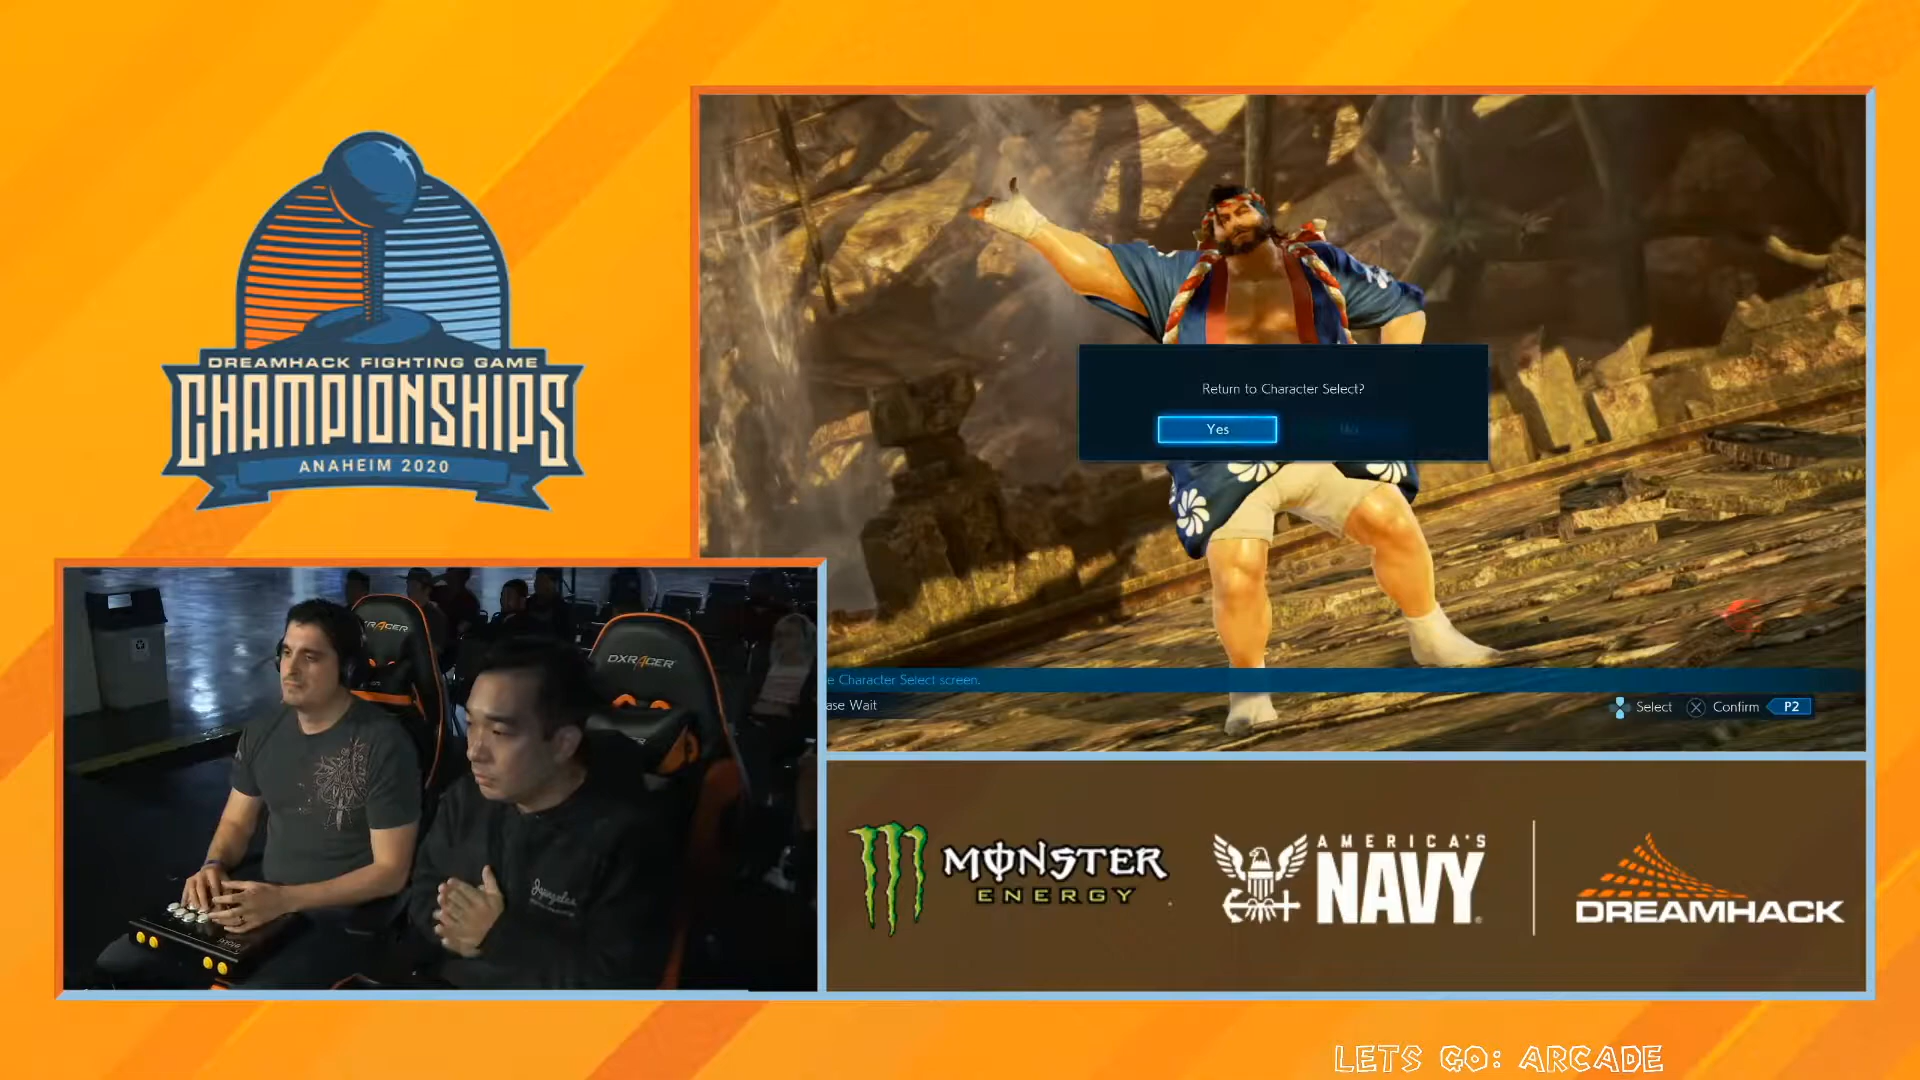 DREAMHACK FIGHTING GAME
CHAMPIONSHIPS
ANAHEIM 2020
Return to Character Select?
Yes
No
e Character Select screen.
ase Wait
Select
Confirm
P2
DXRACER
MONSTER
ENERGY
AMERICA'S
NAVY
DREAMHACK
LETS GO: ARCADE